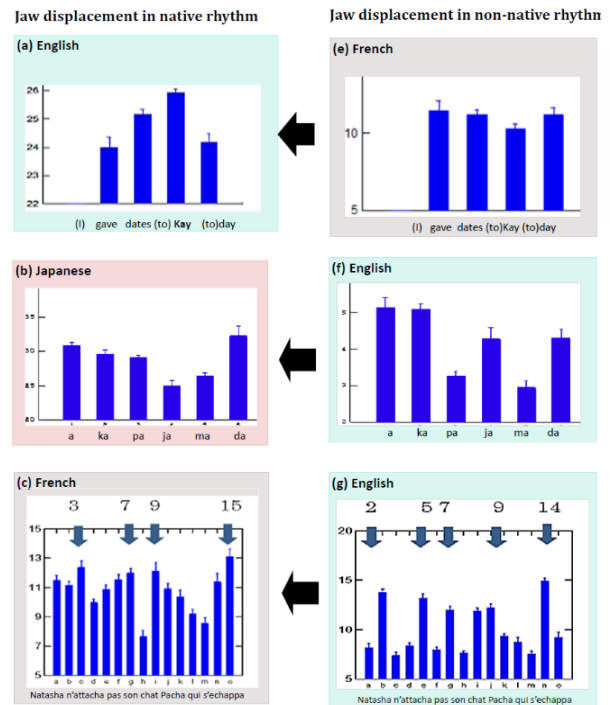 Jaw displacement in native rhythm
(a) English
26
25
24
23
22
(I) gave dates (to) Kay (to)day
(b) Japanese
a ka pa ja ma da
(c) French
3 7 9 15
15
13
11
9
7
5
a b c d e f g h i j k l m n o
Natasha n'attacha pas son chat Pacha qui s'echappa
Jaw displacement in non-native rhythm
(e) French
10
5
(I) gave dates (to)Kay (to)day
(f) English
5
4
3
2
a ka pa ja ma da
(g) English
2 5 7 9 14
20
15
10
5
a b c d e f g h i j k l m n o
Natasha n'attacha pas son chat Pacha qui s'echappa